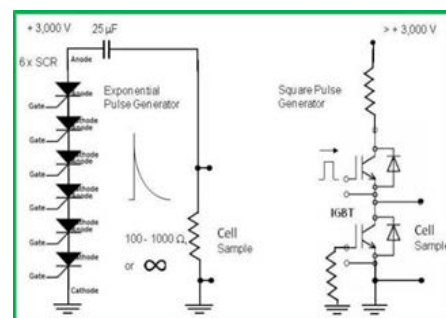 + 3,000 V
25 µF
> + 3,000 V
6x SCR
Anode
Anode
Gate
Cathode
Anode
Gate
Cathode
Anode
Gate
Cathode
Anode
Gate
Cathode
Anode
Gate
Cathode
Gate
Cathode
Exponential
Pulse Generator
100- 1000 Ω,
or ∞
Cell
Sample
Square Pulse
Generator
IGBT
Cell
Sample